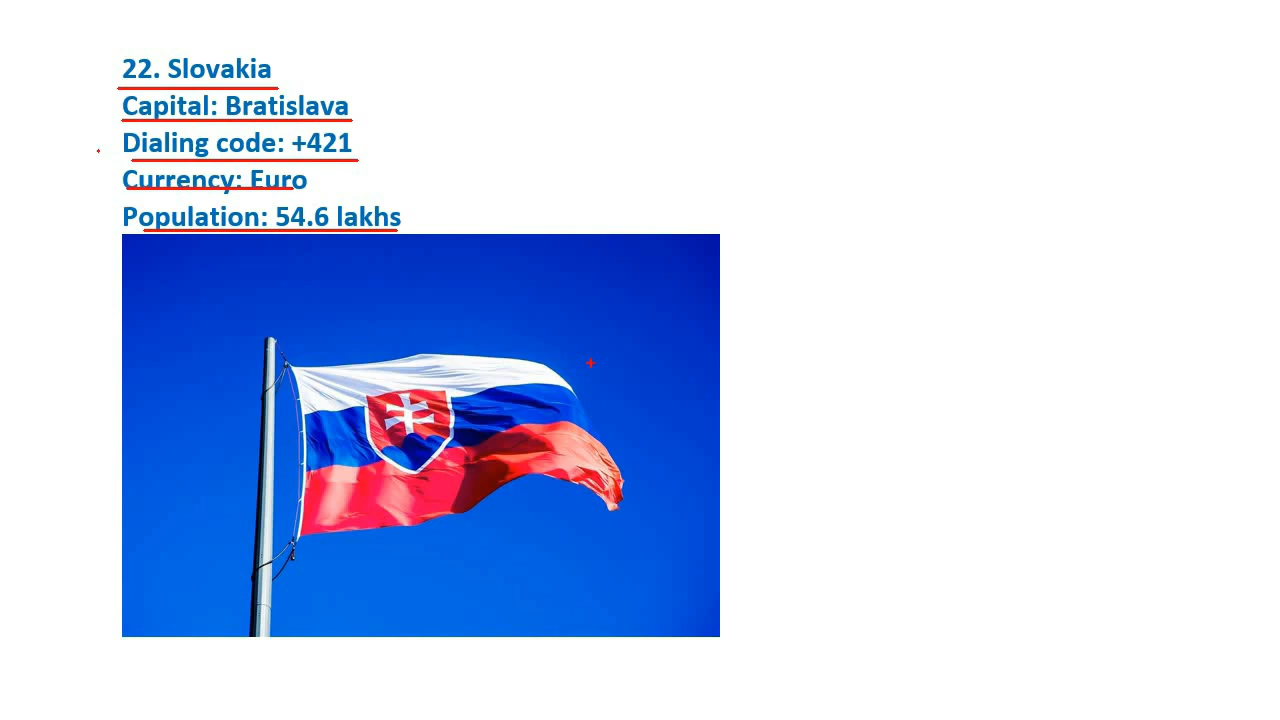 22. Slovakia
Capital: Bratislava
Dialing code: +421
Currency: Euro
Population: 54.6 lakhs